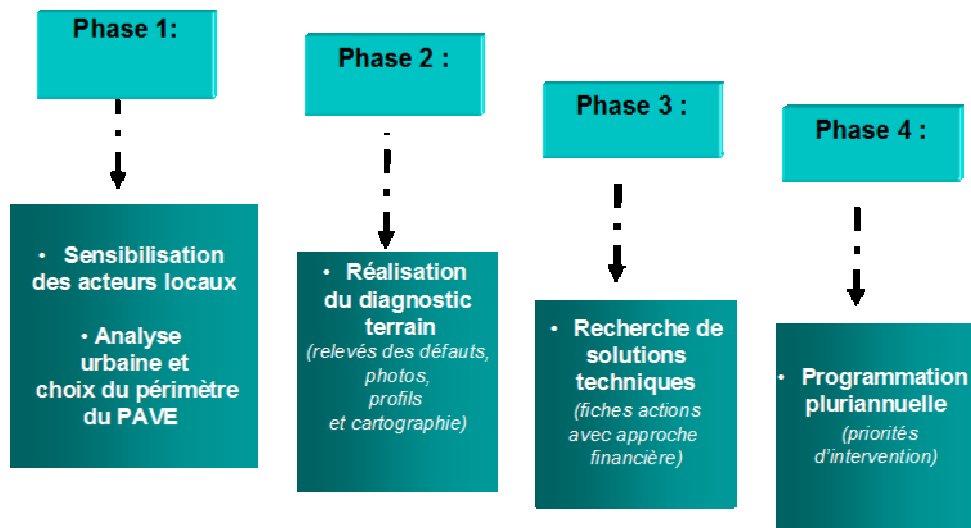 Phase 1:
• Sensibilisation
des acteurs locaux
• Analyse
urbaine et
choix du périmètre
du PAVE
Phase 2 :
• Réalisation
du diagnostic
terrain
(relevés des défauts,
photos,
profils
et cartographie)
Phase 3 :
• Recherche de
solutions
techniques
(fiches actions
avec approche
financière)
Phase 4 :
• Programmation
pluriannuelle
(priorités
d'intervention)